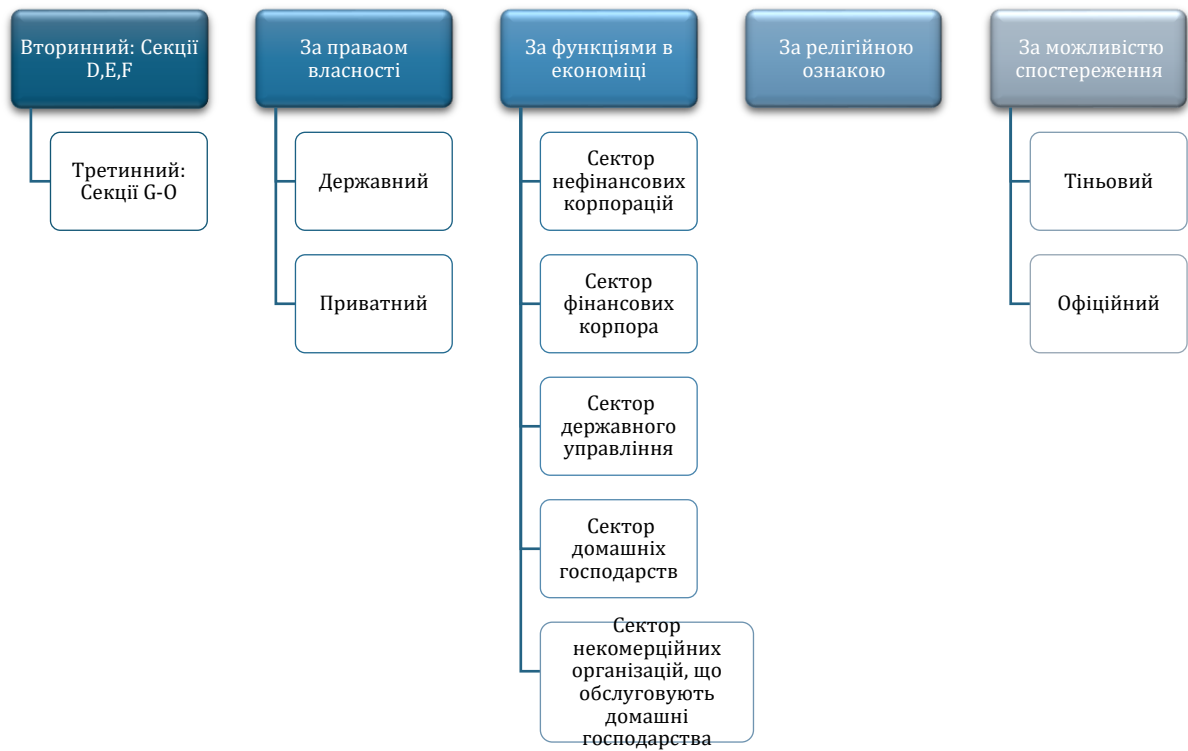 Вторинний: Секції
D,E,F
Третинний:
Секції G-O
За праваом
власності
Державний
Приватний
За функціями в
економіці
Сектор
нефінансових
корпорацій
Сектор
фінансових
корпора
Сектор
державного
управління
Сектор
домашніх
господарств
Сектор
некомерційних
організацій, що
обслуговують
домашні
господарства
За релігійною
ознакою
За можливістю
спостереження
Тіньовий
Офіційний